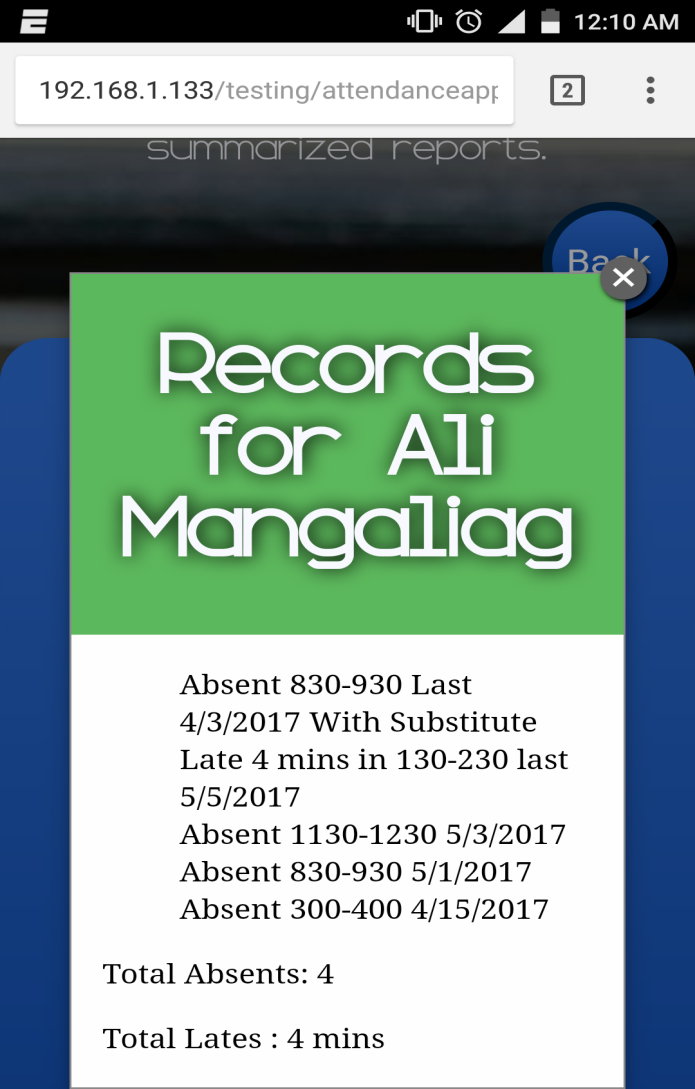 12:10 AM
192.168.1.133/testing/attendanceapp
2
summarized reports.
Back
Records
for Ali
Mangaliag
Absent 830-930 Last
4/3/2017 With Substitute
Late 4 mins in 130-230 last
5/5/2017
Absent 1130-1230 5/3/2017
Absent 830-930 5/1/2017
Absent 300-400 4/15/2017
Total Absents: 4
Total Lates : 4 mins